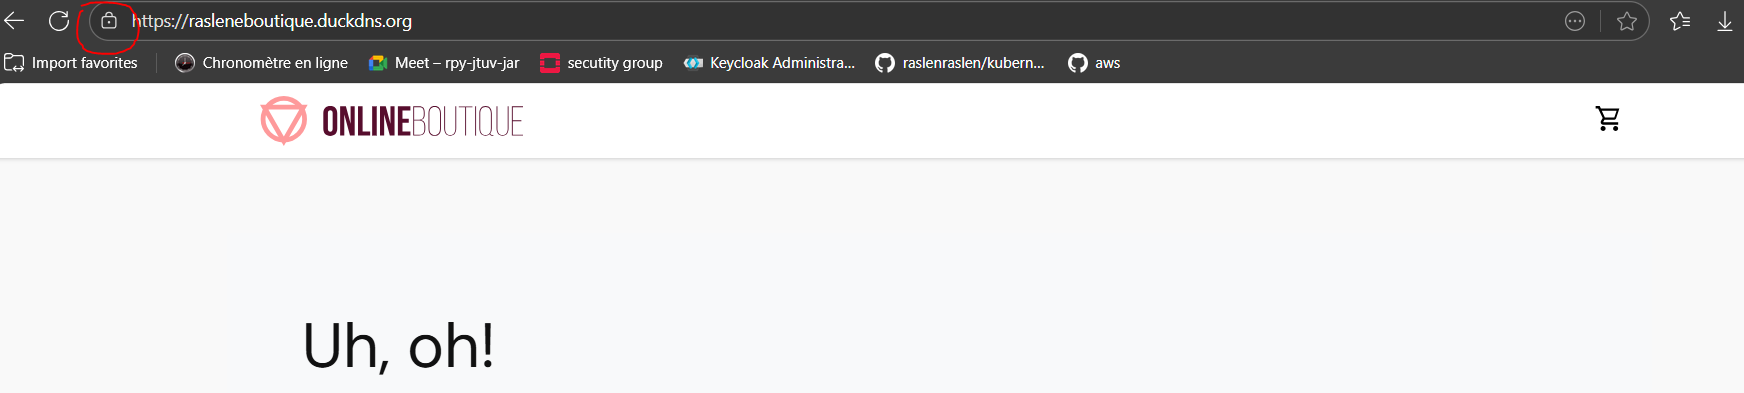 https://rasleneboutique.duckdns.org
Import favorites Chronomètre en ligne Meet – rpy-jtuv-jar secutity group Keycloak Administra... raslenraslen/kubern... aws
ONLINEBOUTIQUE
Uh, oh!